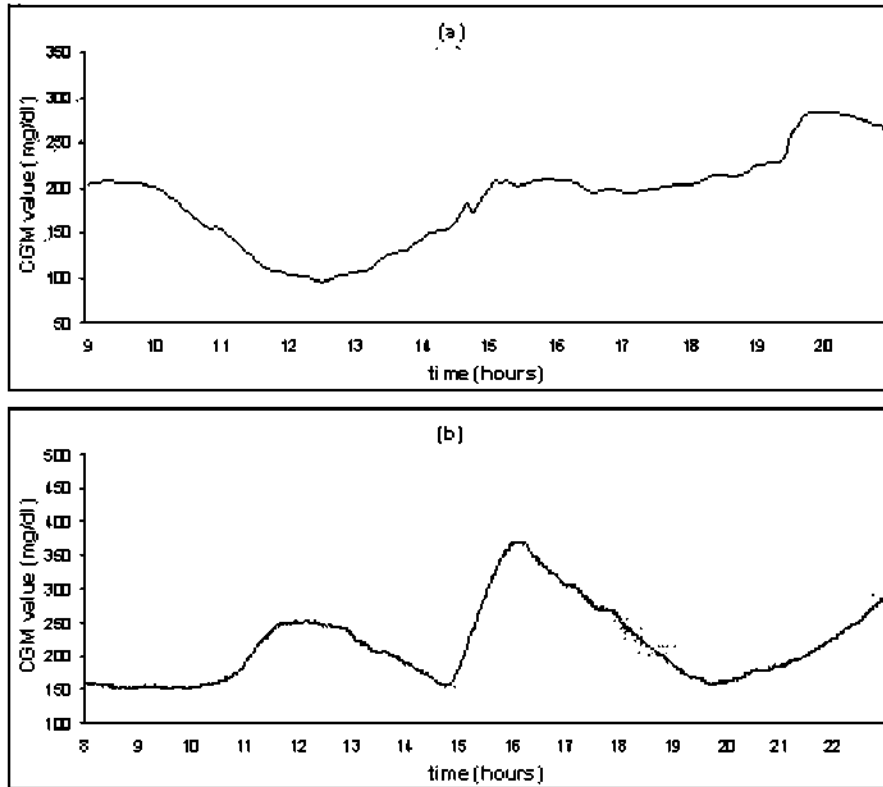 (a)
CGM value (mg/dl)
350
300
250
200
150
100
50
9 10 11 12 13 14 15 16 17 18 19 20
time (hours)
(b)
CGM value (mg/dl)
500
450
400
350
300
250
200
150
100
8 9 10 11 12 13 14 15 16 17 18 19 20 21 22
time (hours)